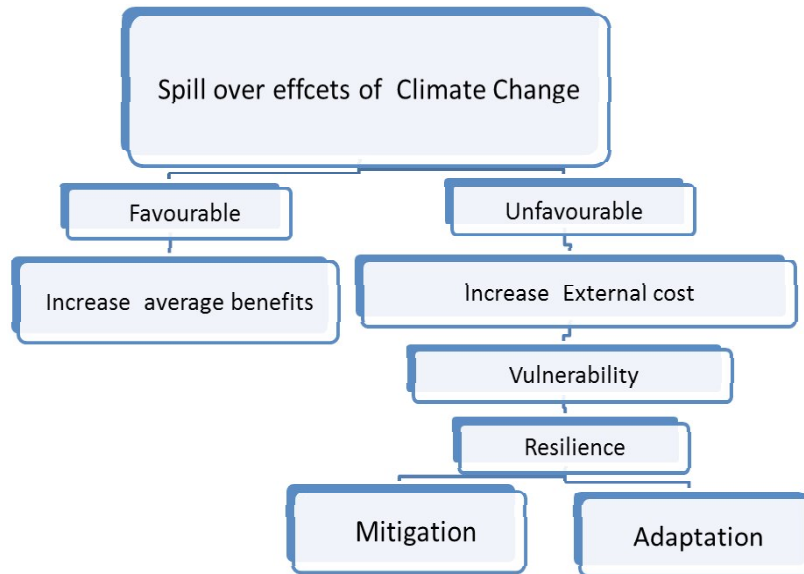 Spill over effcets of Climate Change
Favourable
Unfavourable
Increase average benefits
Increase External cost
Vulnerability
Resilience
Mitigation
Adaptation